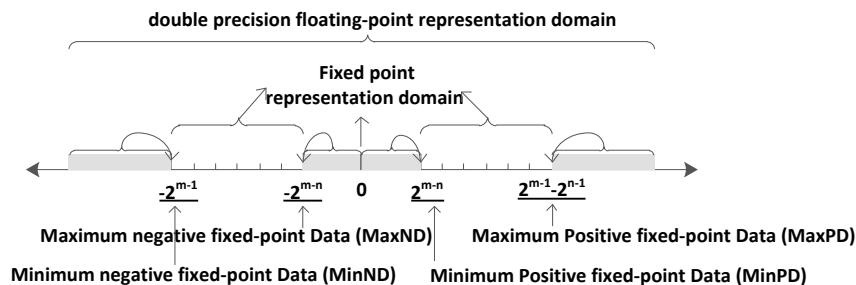 double precision floating-point representation domain
Fixed point
representation domain
-2^{m-1} -2^{m-n} 0 2^{m-n} 2^{m-1}-2^{n-1}
Maximum negative fixed-point Data (MaxND) Maximum Positive fixed-point Data (MaxPD)
Minimum negative fixed-point Data (MinND) Minimum Positive fixed-point Data (MinPD)